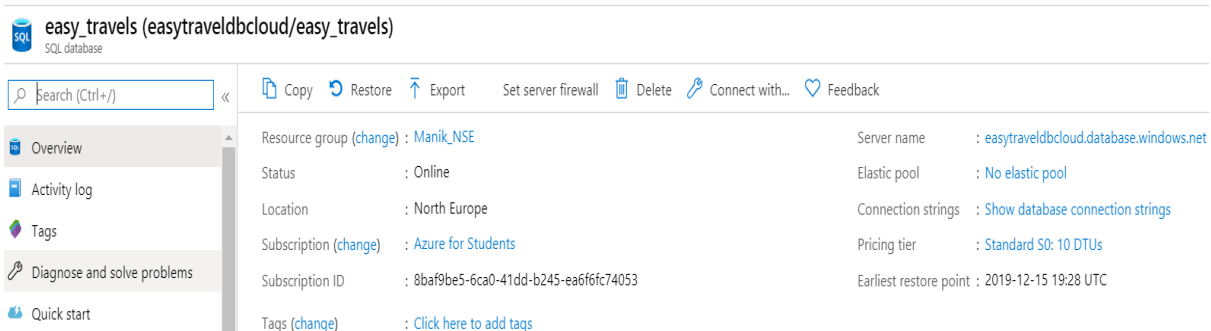 easy_travels (easytraveldbcloud/easy_travels)
SQL database
Search (Ctrl+/)
«
Copy Restore Export Set server firewall Delete Connect with... Feedback
Overview
Activity log
Tags
Diagnose and solve problems
Quick start
Resource group (change) : Manik_NSE
Status : Online
Location : North Europe
Subscription (change) : Azure for Students
Subscription ID : 8baf9be5-6ca0-41dd-b245-ea6f6fc74053
Tags (change) : Click here to add tags
Server name : easytraveldbcloud.database.windows.net
Elastic pool : No elastic pool
Connection strings : Show database connection strings
Pricing tier : Standard S0: 10 DTUs
Earliest restore point : 2019-12-15 19:28 UTC